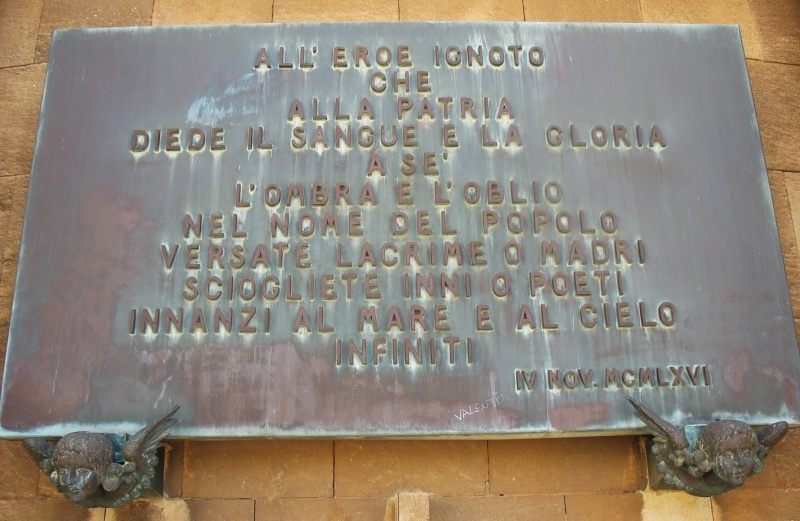 ALL' EROE IGNOTO
CHE
ALLA PATRIA
DIEDE IL SANGUE E LA GLORIA
A SE'
L'OMBRA E L'OBLIO
NEL NOME DEL POPOLO
VERSATE LACRIME O MADRI
SCIOGLIETE INNI O POETI
INNANZI AL MARE E AL CIELO
INFINITI
IV NOV. MCMLXVI